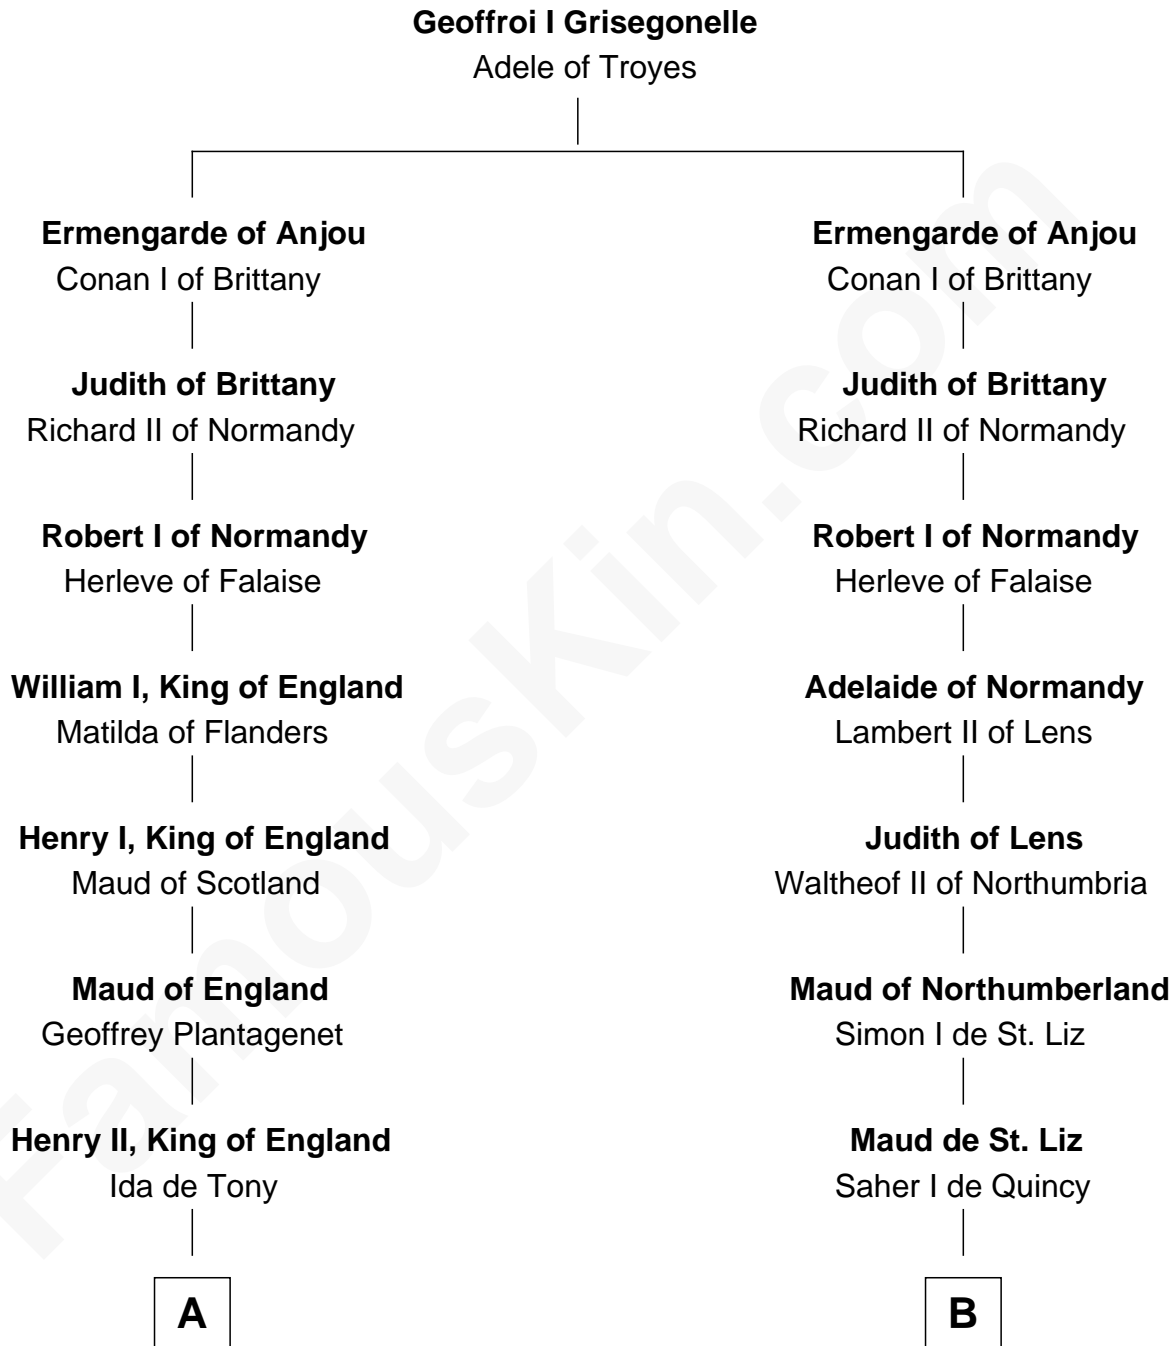 Geoffroi I Grisegonelle
Adele of Troyes
Ermengarde of Anjou
Conan I of Brittany
Judith of Brittany
Richard II of Normandy
Robert I of Normandy
Herleve of Falaise
William I, King of England
Matilda of Flanders
Henry I, King of England
Maud of Scotland
Maud of England
Geoffrey Plantagenet
Henry II, King of England
Ida de Tony
A
Ermengarde of Anjou
Conan I of Brittany
Judith of Brittany
Richard II of Normandy
Robert I of Normandy
Herleve of Falaise
Adelaide of Normandy
Lambert II of Lens
Judith of Lens
Waltheof II of Northumbria
Maud of Northumberland
Simon I de St. Liz
Maud de St. Liz
Saher I de Quincy
B
FamousKin.com